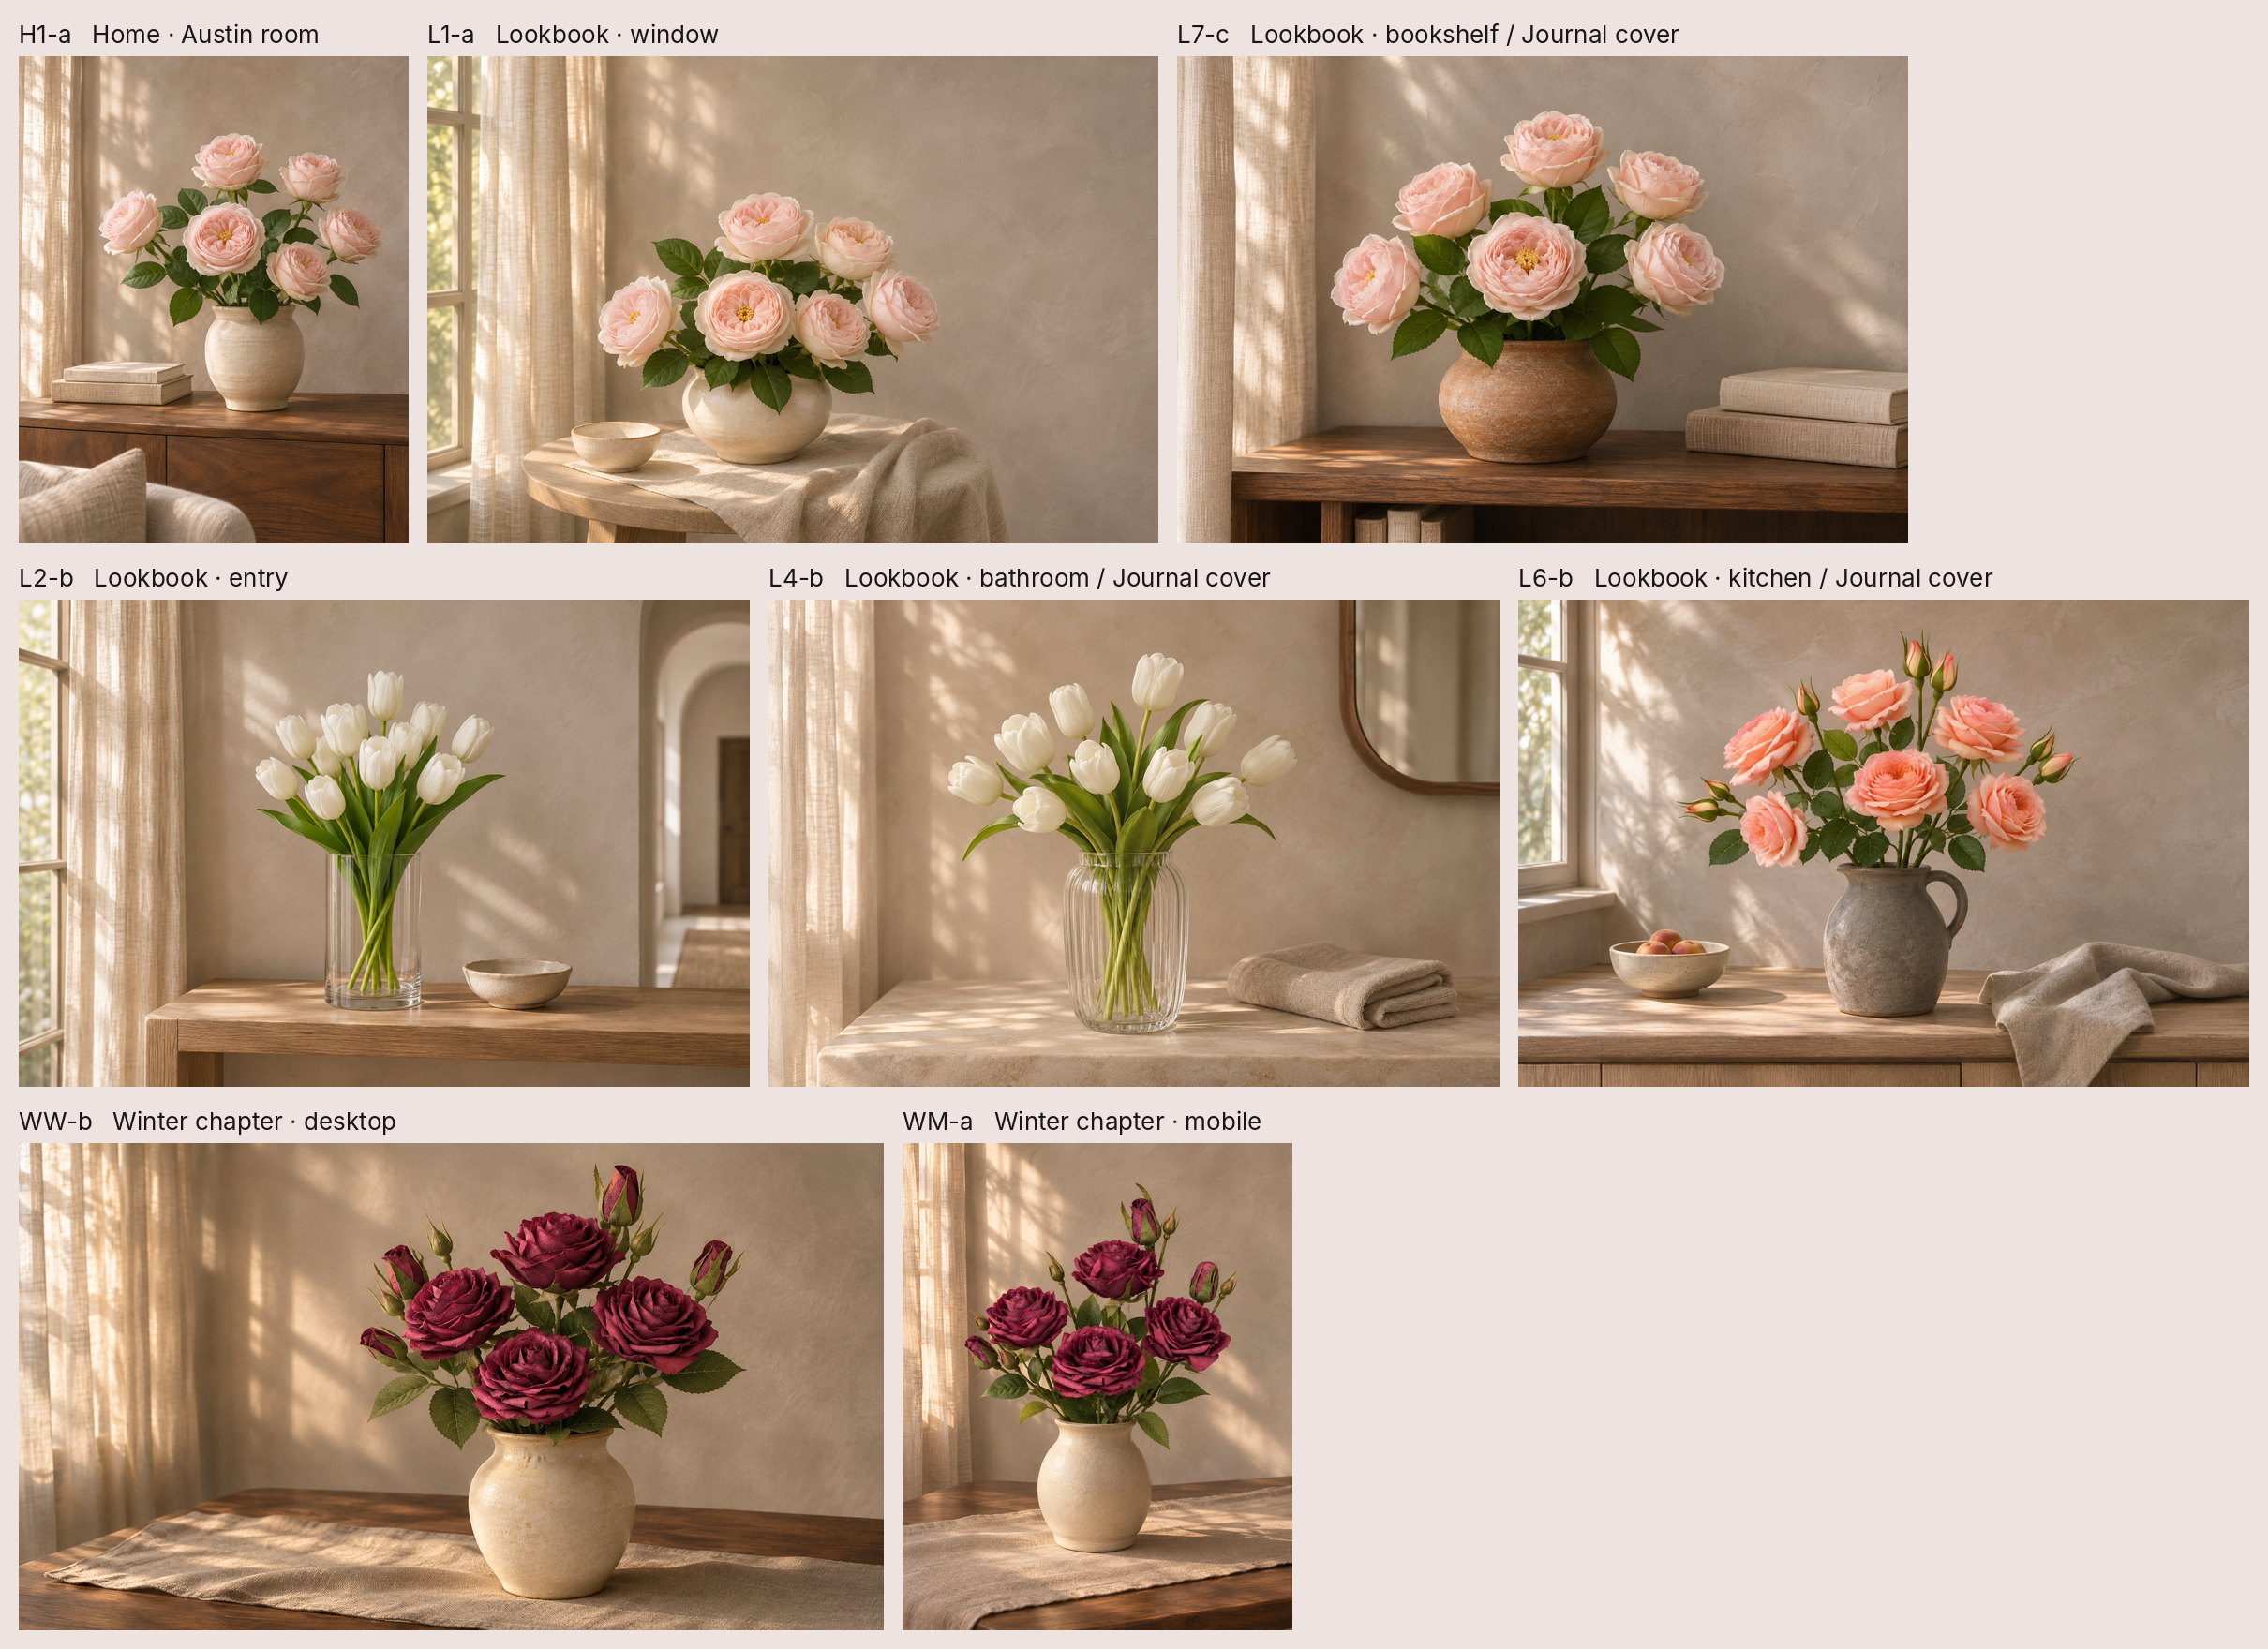 H1-a Home · Austin room
L1-a Lookbook · window
L7-c Lookbook · bookshelf / Journal cover
L2-b Lookbook · entry
L4-b Lookbook · bathroom / Journal cover
L6-b Lookbook · kitchen / Journal cover
WW-b Winter chapter · desktop
WM-a Winter chapter · mobile